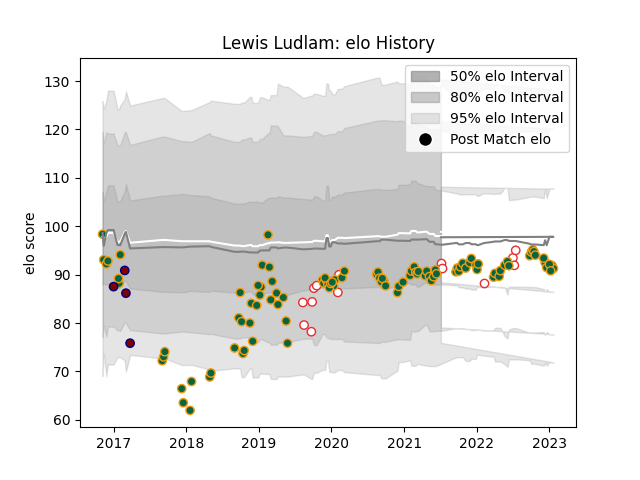 Lewis Ludlam: elo History
50% elo Interval
80% elo Interval
95% elo Interval
Post Match elo
elo score
130
120
110
100
90
80
70
60
2017 2018 2019 2020 2021 2022 2023